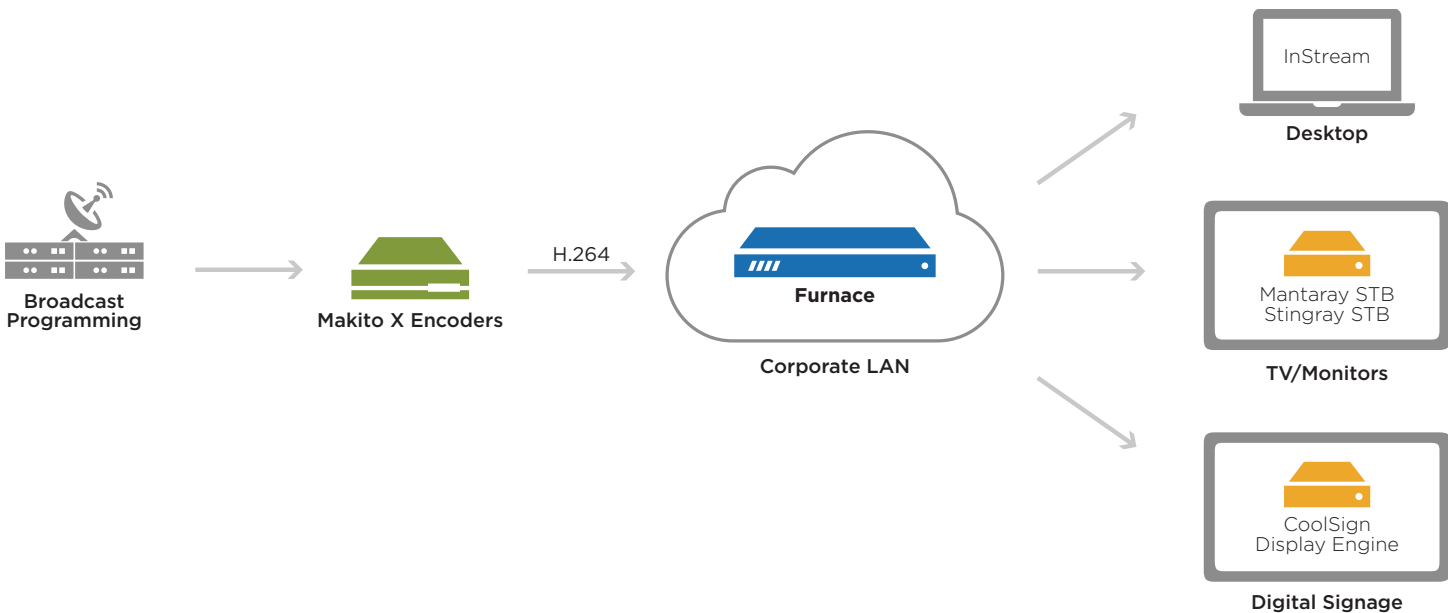 Broadcast
Programming
Makito X Encoders
H.264
Furnace
Corporate LAN
InStream
Desktop
Mantaray STB
Stingray STB
TV/Monitors
CoolSign
Display Engine
Digital Signage